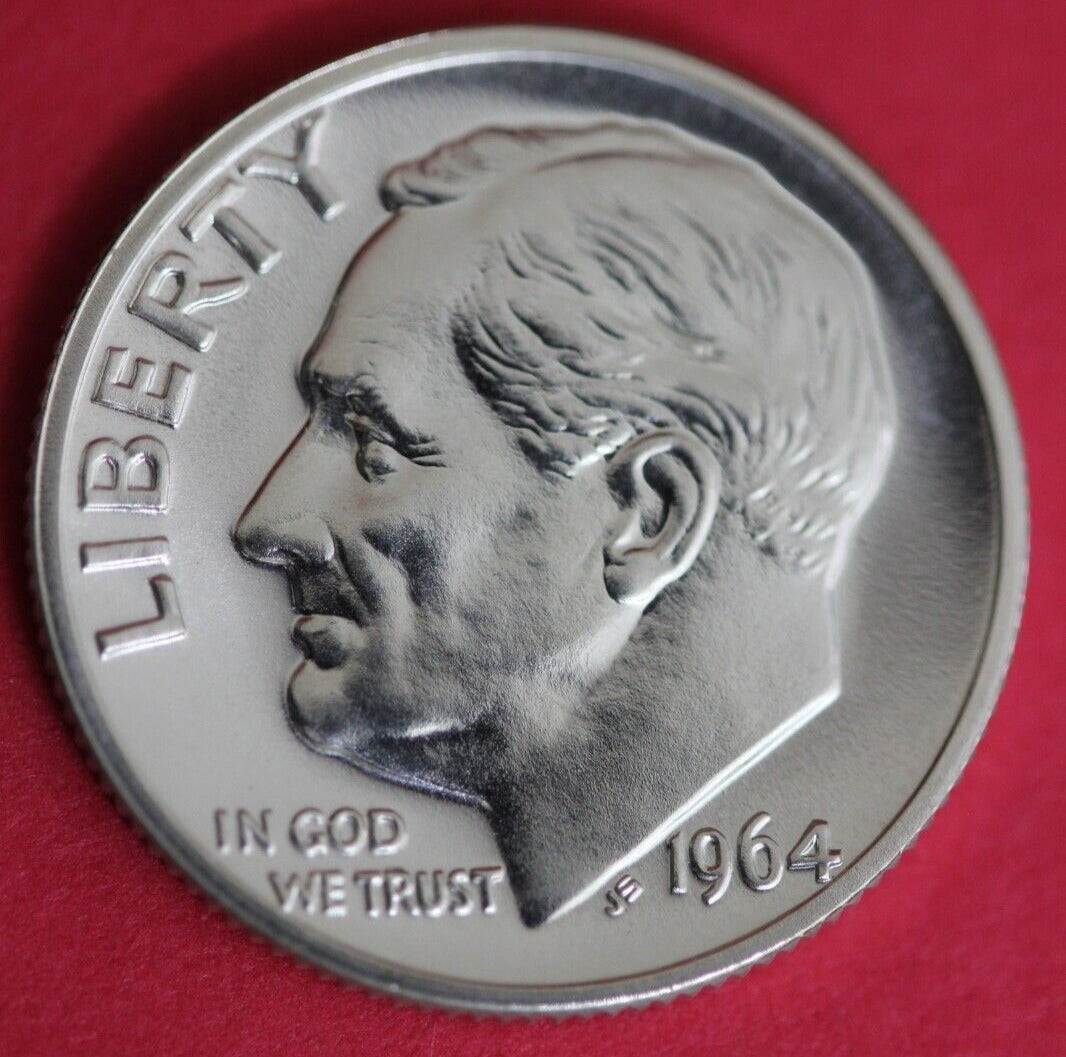 LIBERTY
IN GOD
WE TRUST
JS 1964